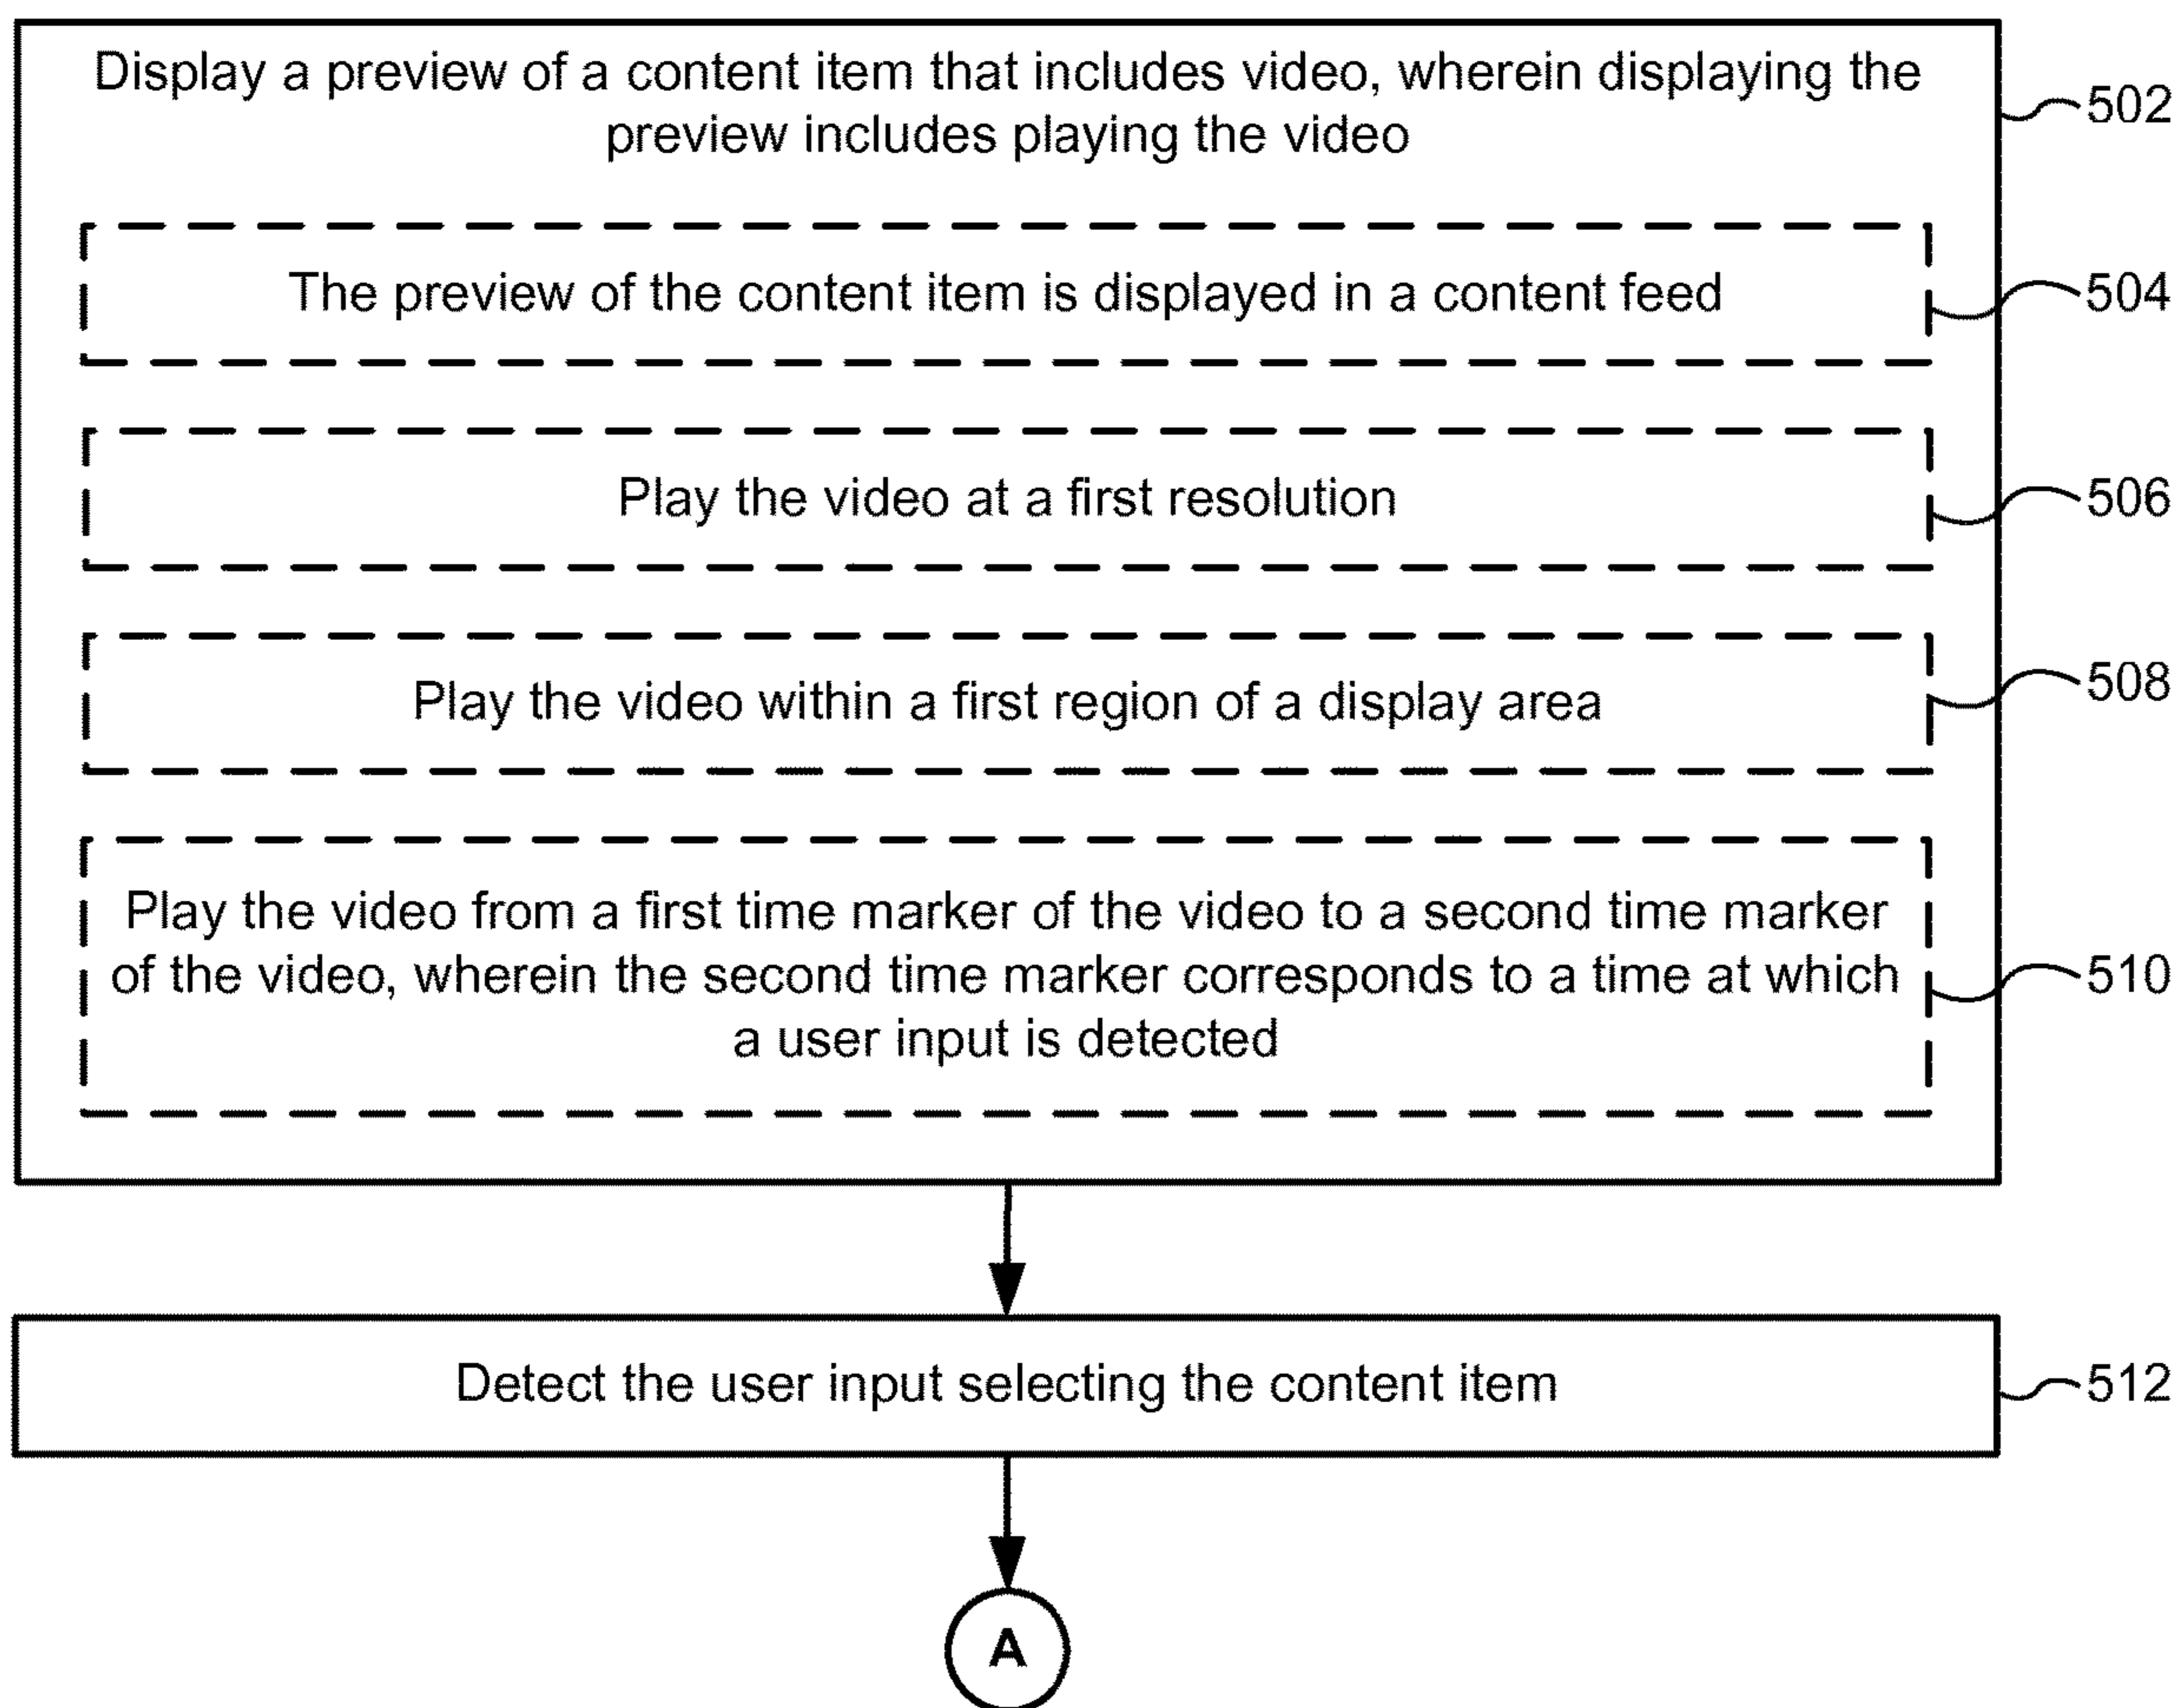 Display a preview of a content item that includes video, wherein displaying the
preview includes playing the video
502
The preview of the content item is displayed in a content feed
504
Play the video at a first resolution
506
Play the video within a first region of a display area
508
Play the video from a first time marker of the video to a second time marker
of the video, wherein the second time marker corresponds to a time at which
a user input is detected
510
Detect the user input selecting the content item
512
A